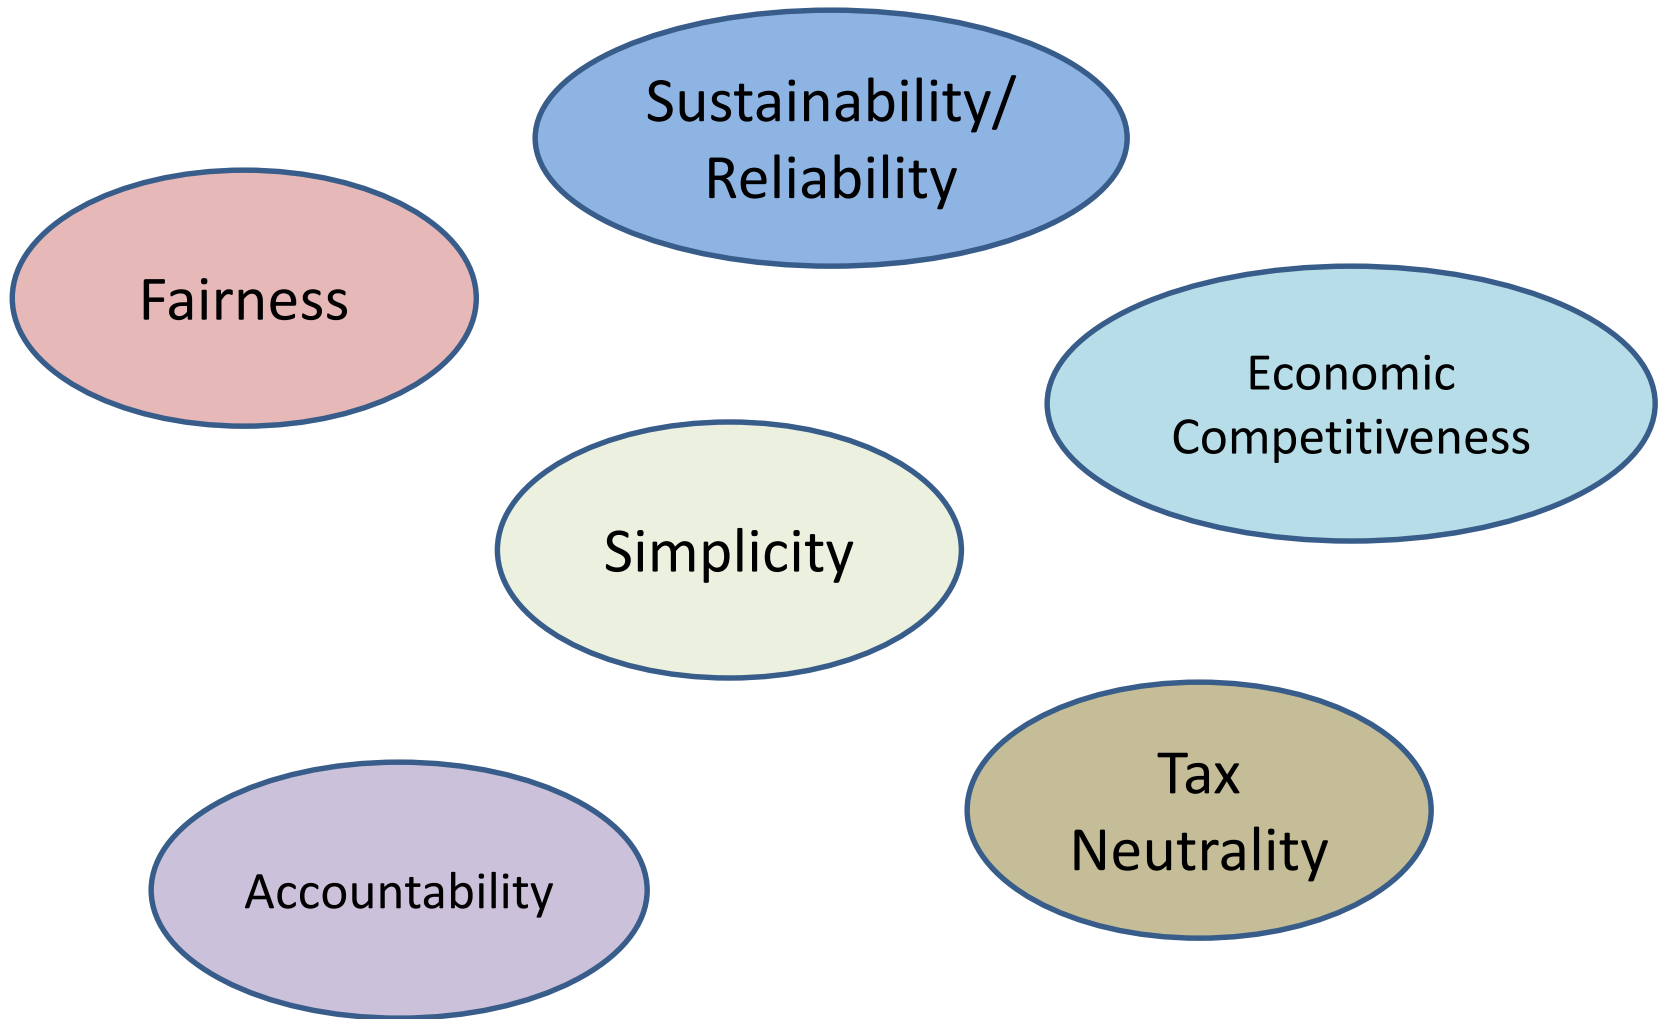 Sustainability/
Reliability
Fairness
Economic
Competitiveness
Simplicity
Tax
Neutrality
Accountability